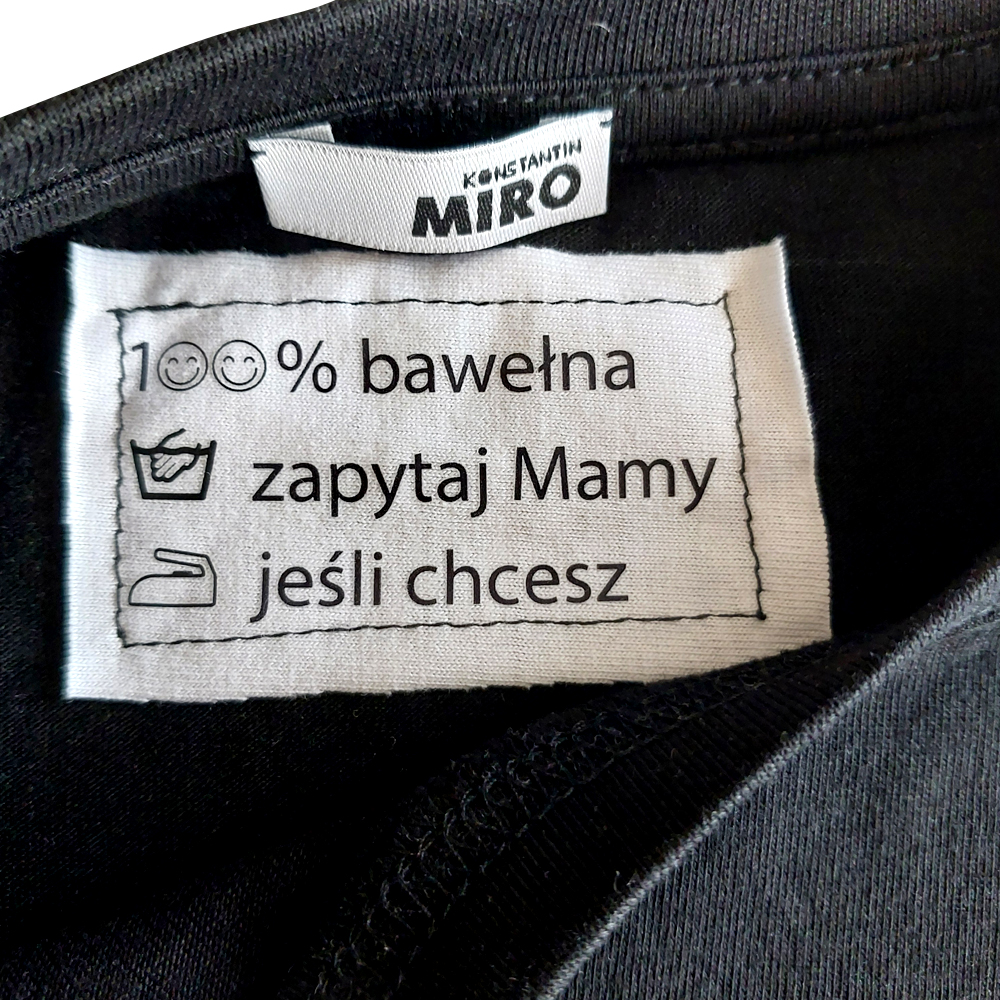 KONSTANTIN
MIRO
100% bawełna
zapytaj Mamy
jeśli chcesz